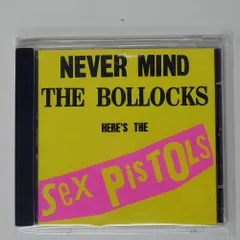 NEVER MIND
THE BOLLOCKS
HERE'S THE
Sex PisTOls